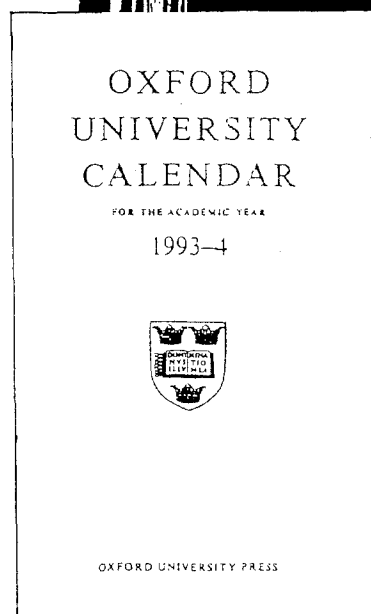 OXFORD
UNIVERSITY
CALENDAR
FOR THE ACADEMIC YEAR
1993–4
OXFORD UNIVERSITY PRESS